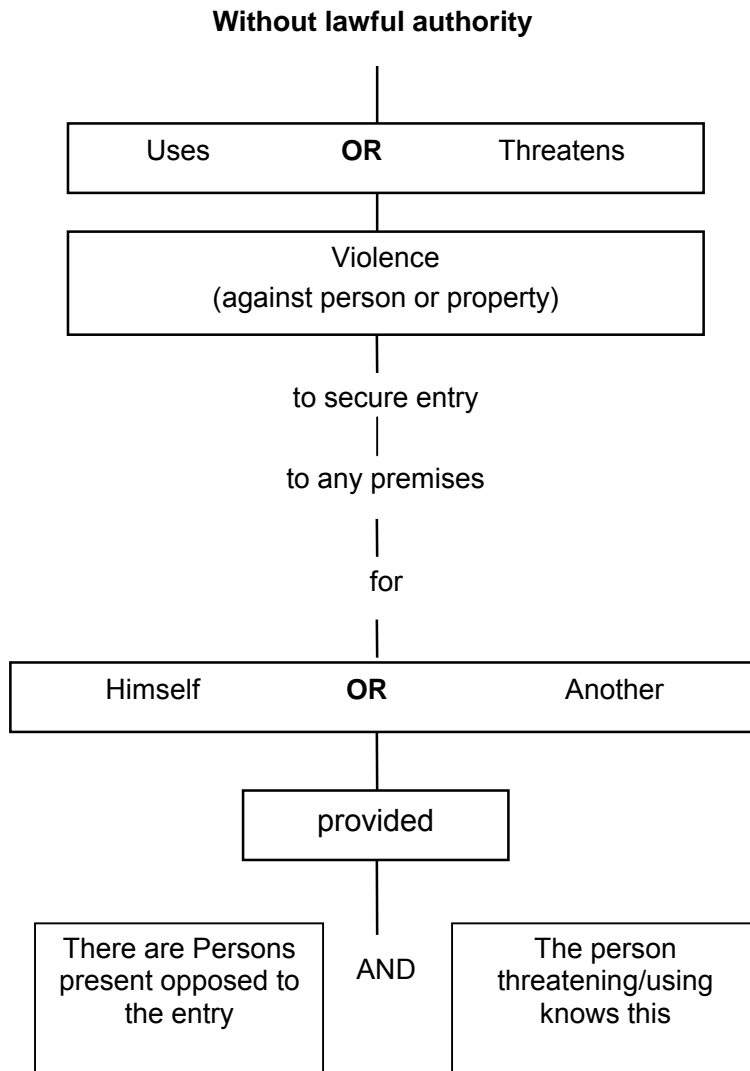 Without lawful authority
Uses OR Threatens
Violence
(against person or property)
to secure entry
to any premises
for
Himself OR Another
provided
There are Persons
present opposed to
the entry
AND
The person
threatening/using
knows this